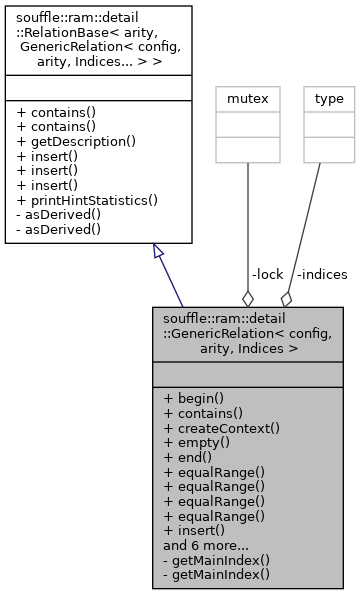 souffle::ram::detail
::RelationBase< arity,
GenericRelation< config,
arity, Indices... > >
+ contains()
+ contains()
+ getDescription()
+ insert()
+ insert()
+ insert()
+ printHintStatistics()
- asDerived()
- asDerived()
mutex
type
-lock
-indices
souffle::ram::detail
::GenericRelation< config,
arity, Indices >
+ begin()
+ contains()
+ createContext()
+ empty()
+ end()
+ equalRange()
+ equalRange()
+ equalRange()
+ equalRange()
+ insert()
and 6 more...
- getMainIndex()
- getMainIndex()